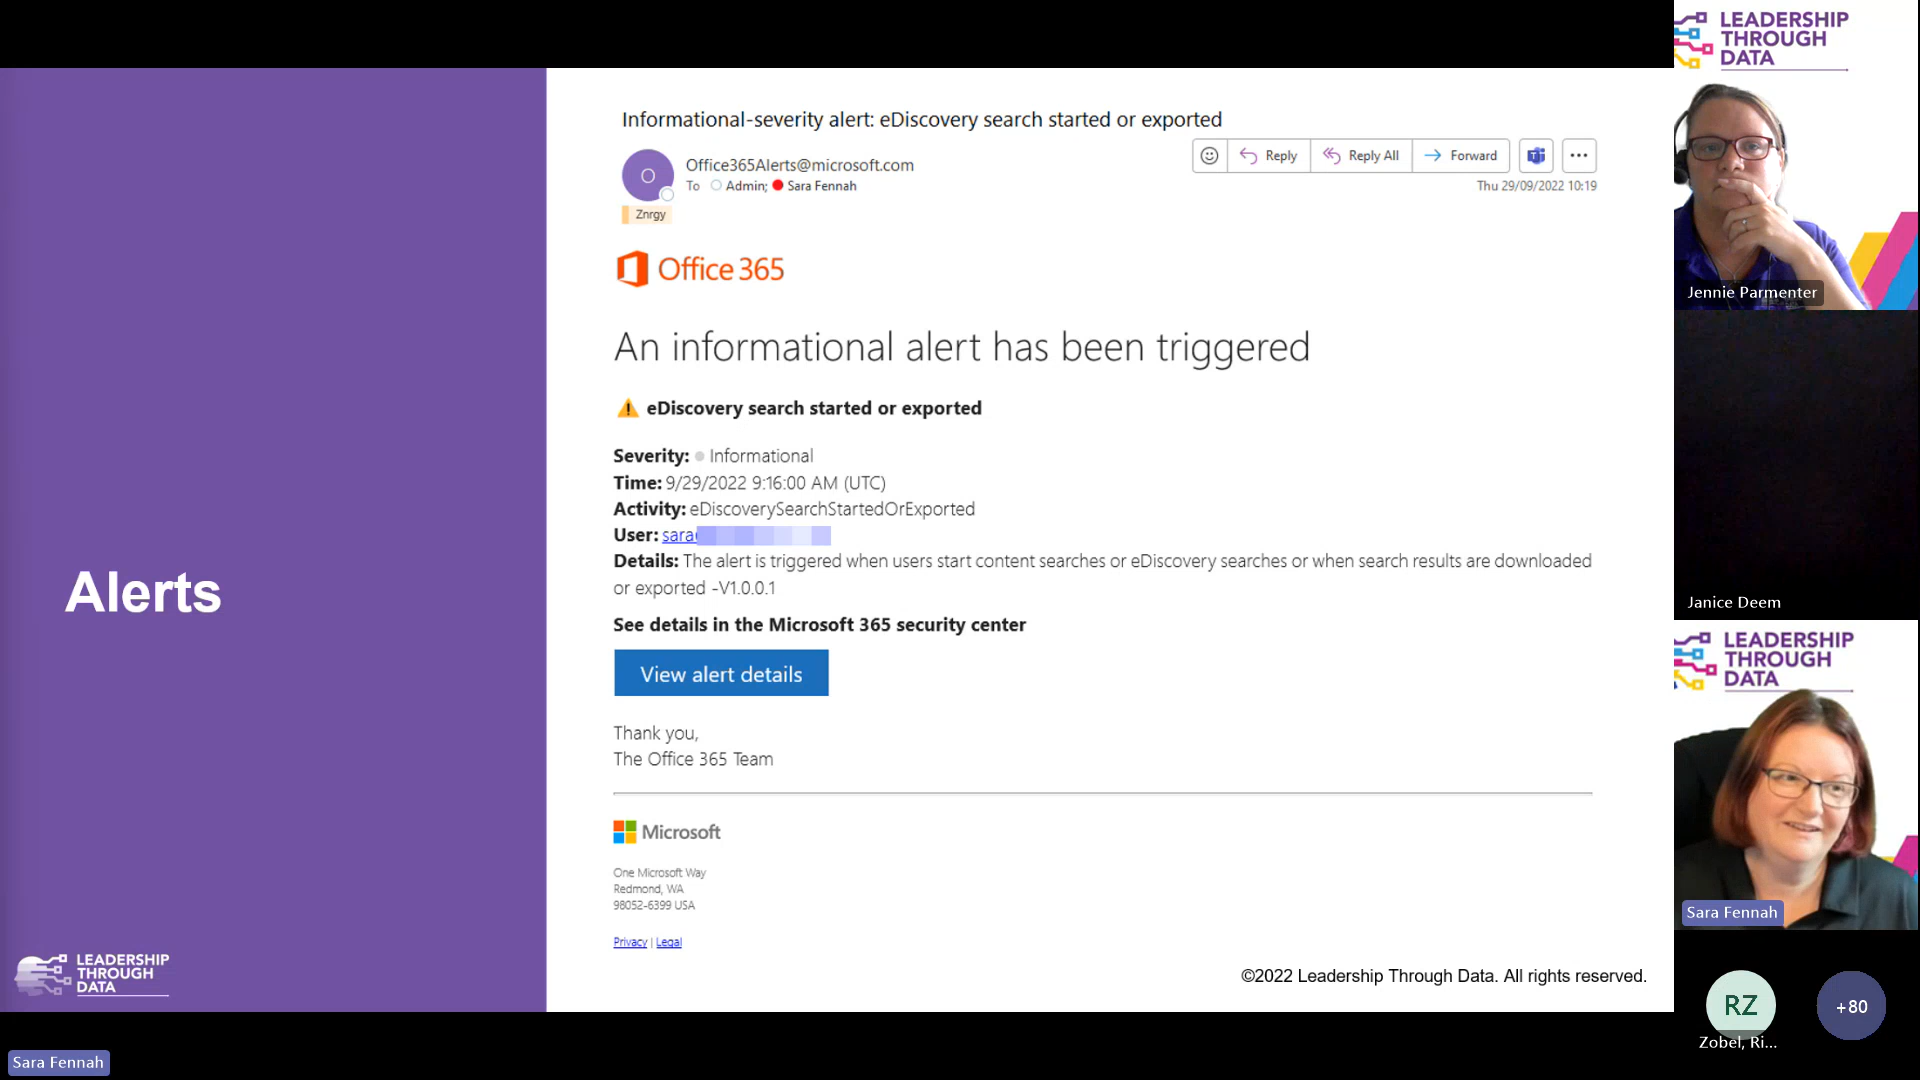 Alerts
LEADERSHIP
THROUGH
DATA
Sara Fennah
Informational-severity alert: eDiscovery search started or exported
O
Office365Alerts@microsoft.com
To Admin; Sara Fennah
Znrgy
Reply
Reply All
Forward
Thu 29/09/2022 10:19
Office 365
An informational alert has been triggered
eDiscovery search started or exported
Severity: Informational
Time: 9/29/2022 9:16:00 AM (UTC)
Activity: eDiscoverySearchStartedOrExported
User: sara
Details: The alert is triggered when users start content searches or eDiscovery searches or when search results are downloaded
or exported -V1.0.0.1
See details in the Microsoft 365 security center
View alert details
Thank you,
The Office 365 Team
Microsoft
One Microsoft Way
Redmond, WA
98052-6399 USA
Privacy | Legal
©2022 Leadership Through Data. All rights reserved.
LEADERSHIP
THROUGH
DATA
Jennie Parmenter
Janice Deem
LEADERSHIP
THROUGH
DATA
Sara Fennah
RZ
Zobel, Ri...
+80